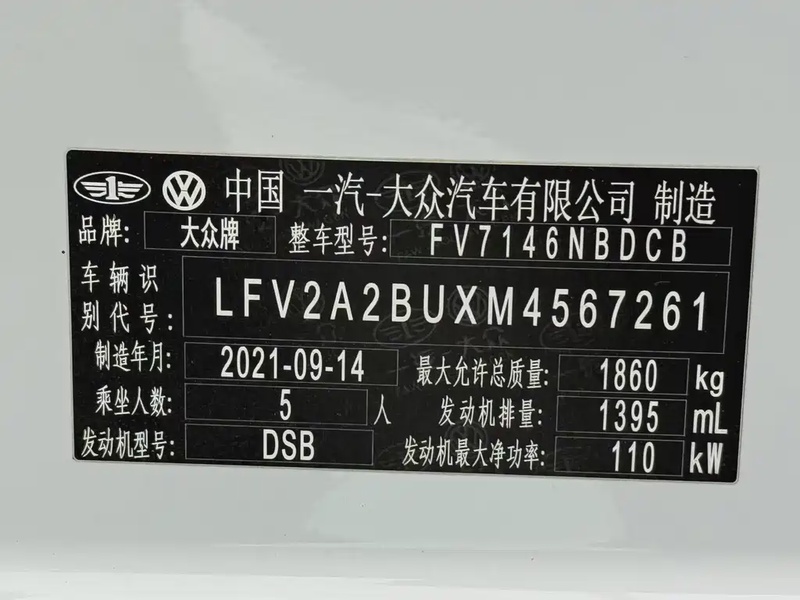 中国 一汽-大众汽车有限公司 制造
品牌: 大众牌 整车型号: FV7146NBDCB
车辆识别代号: LFV2A2BUXM4567261
制造年月: 2021-09-14 最大允许总质量: 1860 kg
乘坐人数: 5 人 发动机排量: 1395 mL
发动机型号: DSB 发动机最大净功率: 110 kW